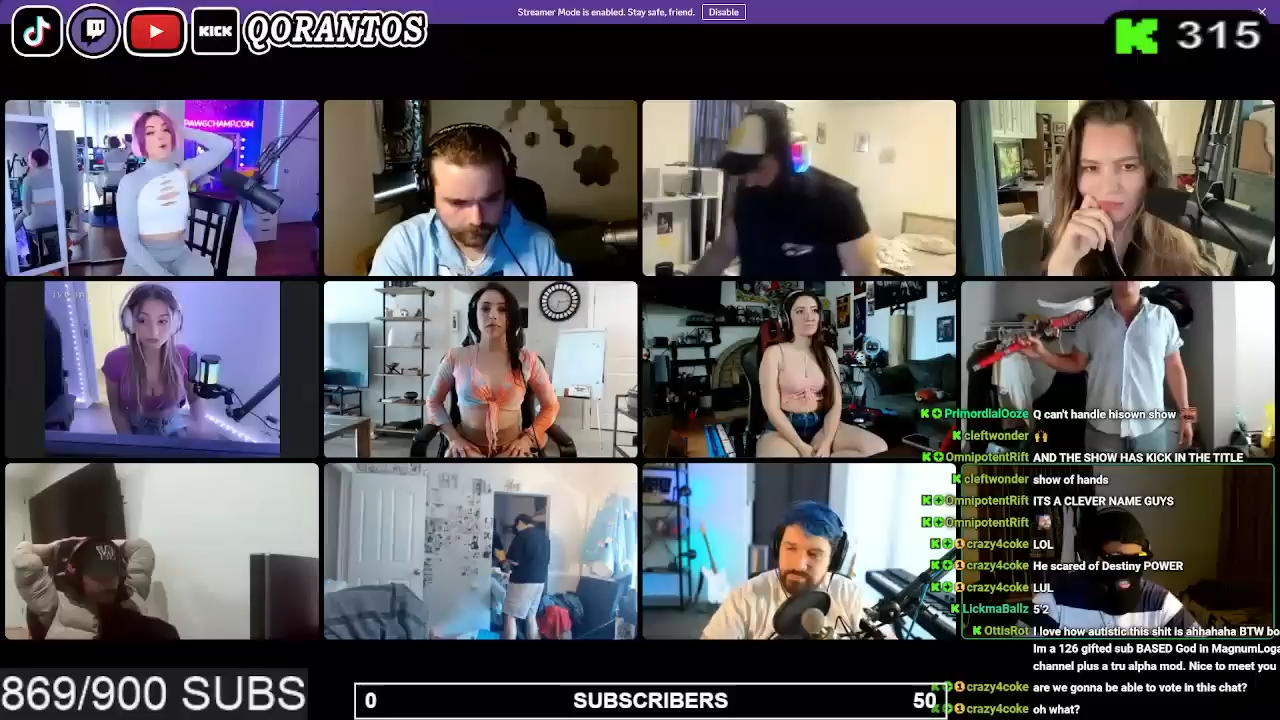 Streamer Mode is enabled. Stay safe, friend. Disable
KICK QORANTOS
315
PAWGCHAMP.COM
PrimordialOoze Q can't handle hisown show
cleftwonder 🙌
OmnipotentRift AND THE SHOW HAS KICK IN THE TITLE
cleftwonder show of hands
OmnipotentRift ITS A CLEVER NAME GUYS
OmnipotentRift
crazy4coke LOL
crazy4coke He scared of Destiny POWER
crazy4coke LUL
LickmaBallz 5'2
OttisRot I love how autistic this shit is ahhahaha BTW bo
Im a 126 gifted sub BASED God in MagnumLoga
channel plus a tru alpha mod. Nice to meet you
crazy4coke are we gonna be able to vote in this chat?
crazy4coke oh what?
869/900 SUBS
0 SUBSCRIBERS 50